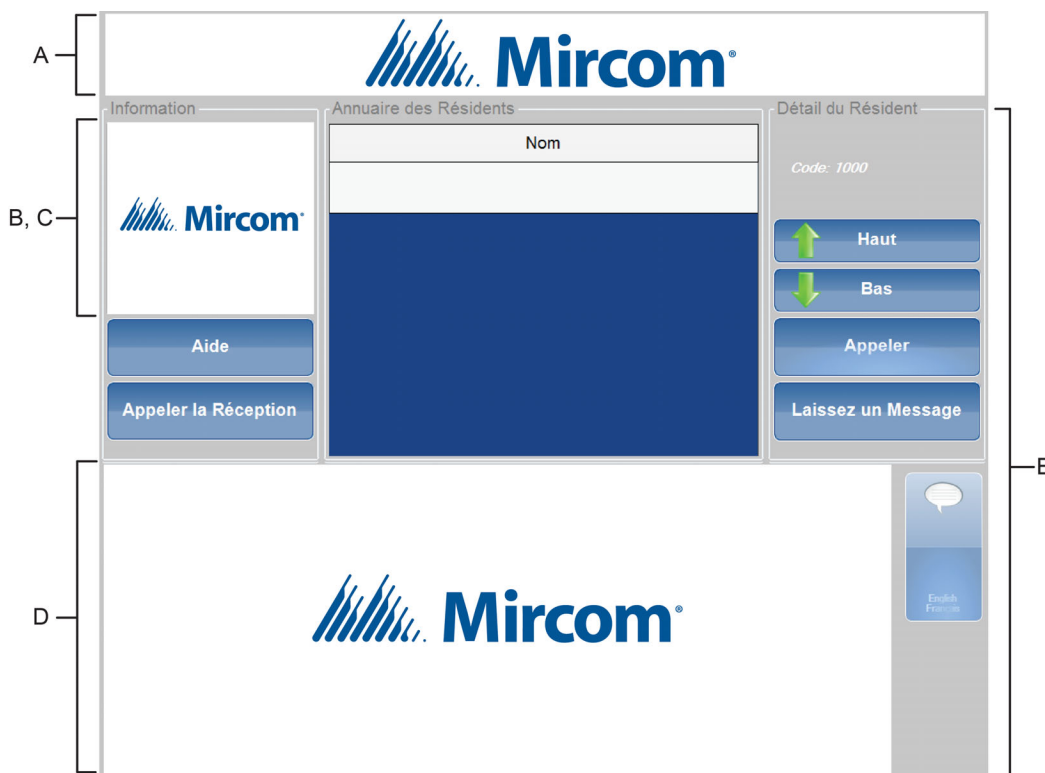 A
Mircom®
Information
Annuaire des Résidents
Détail du Résident
Nom
Code: 1000
B, C
Mircom®
Haut
Bas
Aide
Appeler
Appeler la Réception
Laissez un Message
E
D
Mircom®
English
Français